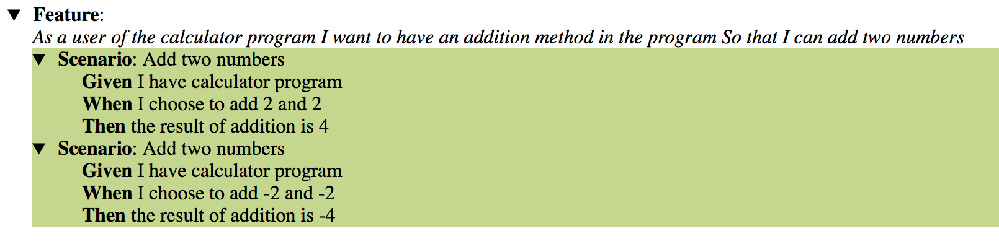 Feature:
As a user of the calculator program I want to have an addition method in the program So that I can add two numbers
Scenario: Add two numbers
Given I have calculator program
When I choose to add 2 and 2
Then the result of addition is 4
Scenario: Add two numbers
Given I have calculator program
When I choose to add -2 and -2
Then the result of addition is -4